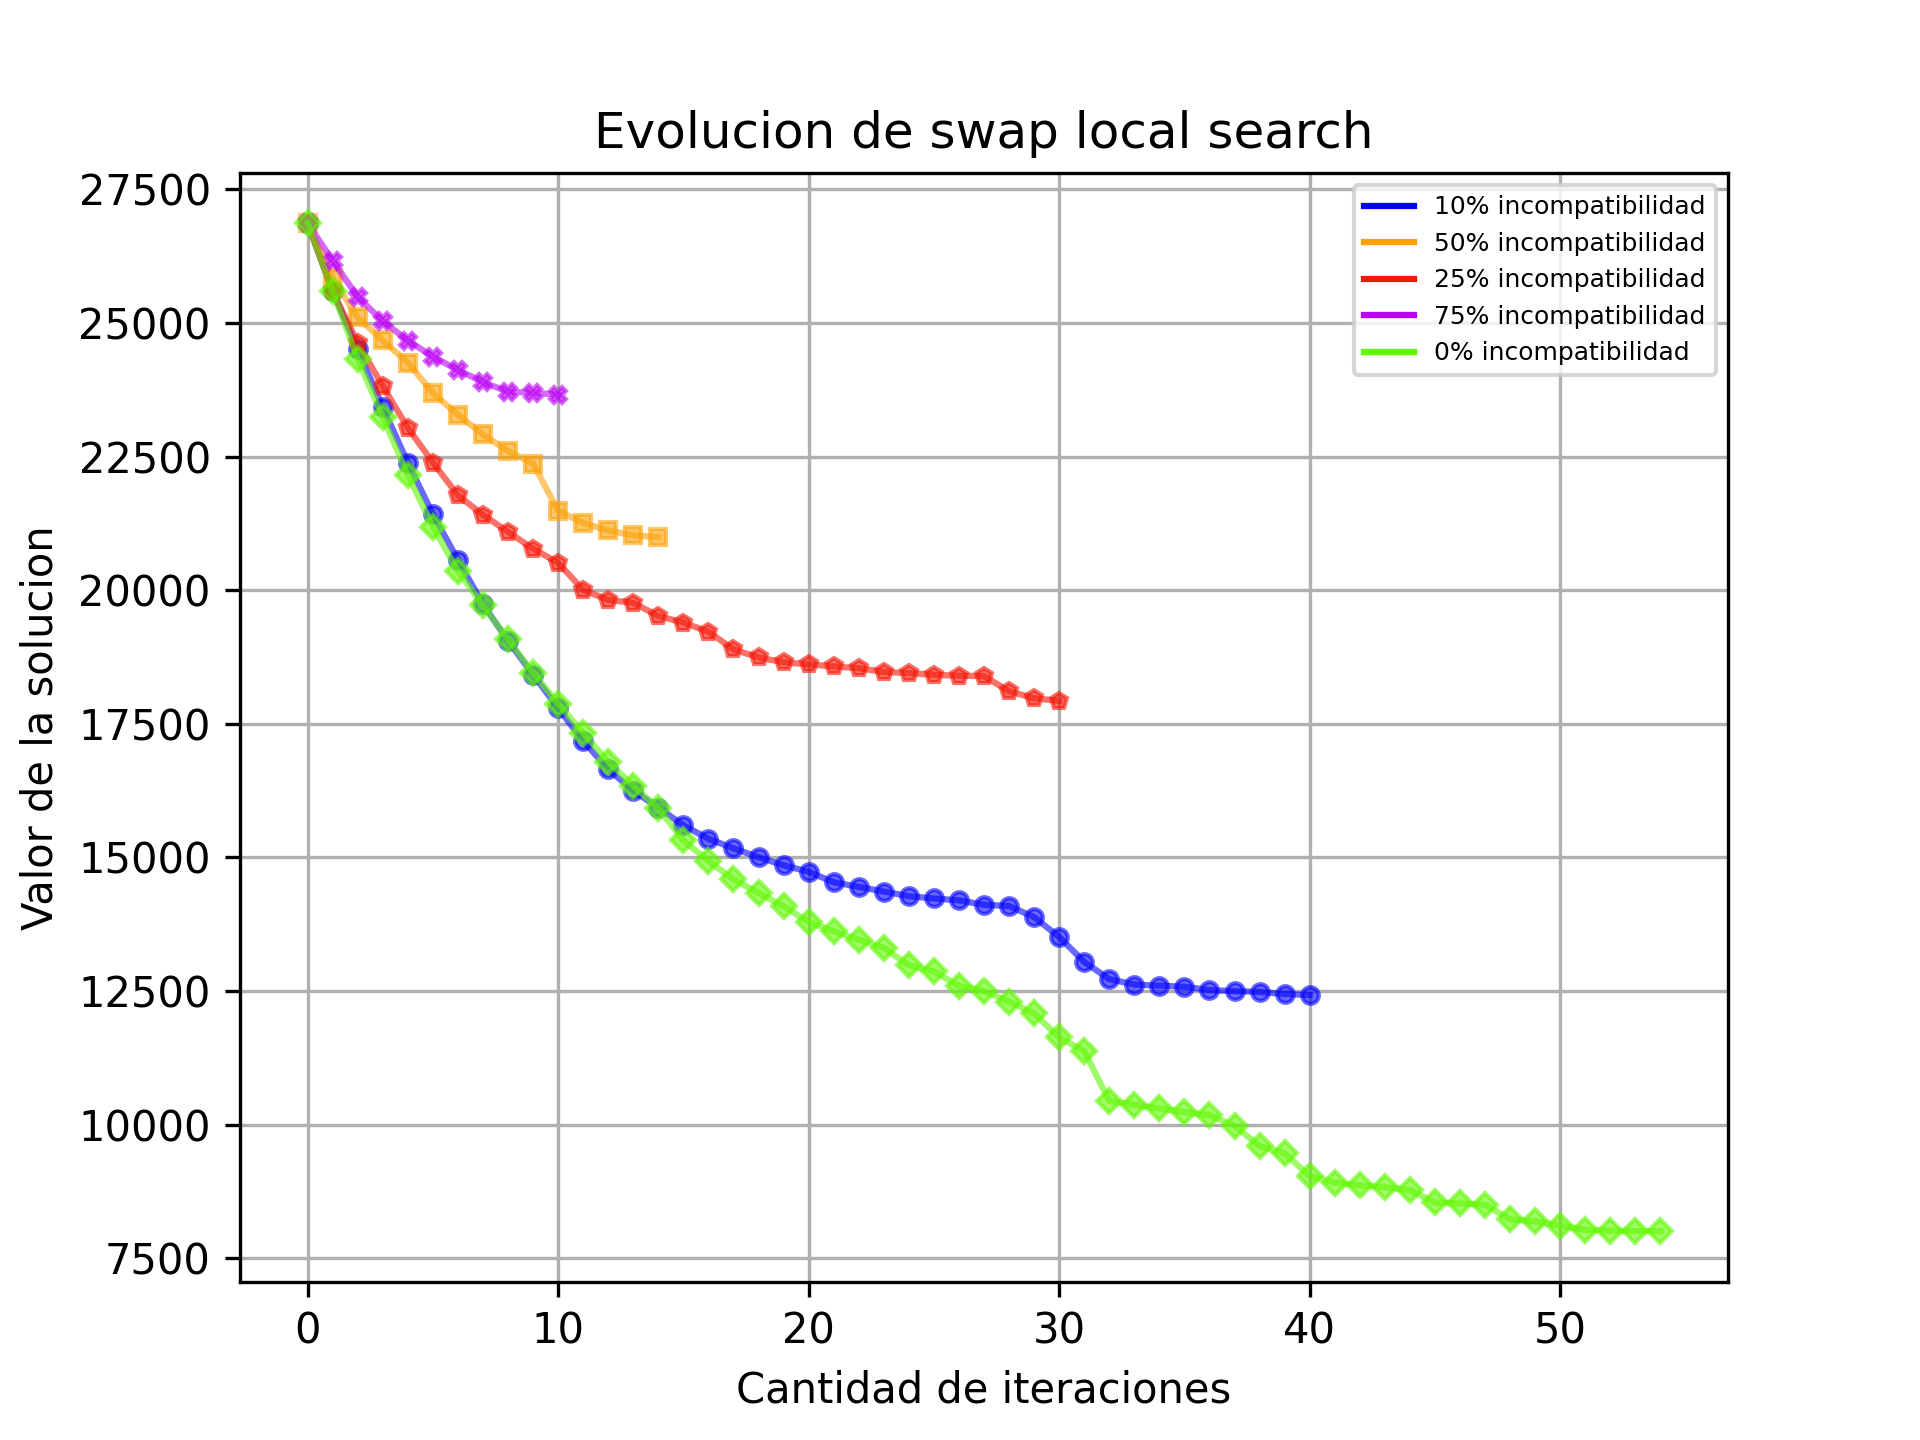 Evolucion de swap local search
27500
25000
22500
20000
17500
15000
12500
10000
7500
Valor de la solucion
10% incompatibilidad
50% incompatibilidad
25% incompatibilidad
75% incompatibilidad
0% incompatibilidad
0 10 20 30 40 50
Cantidad de iteraciones